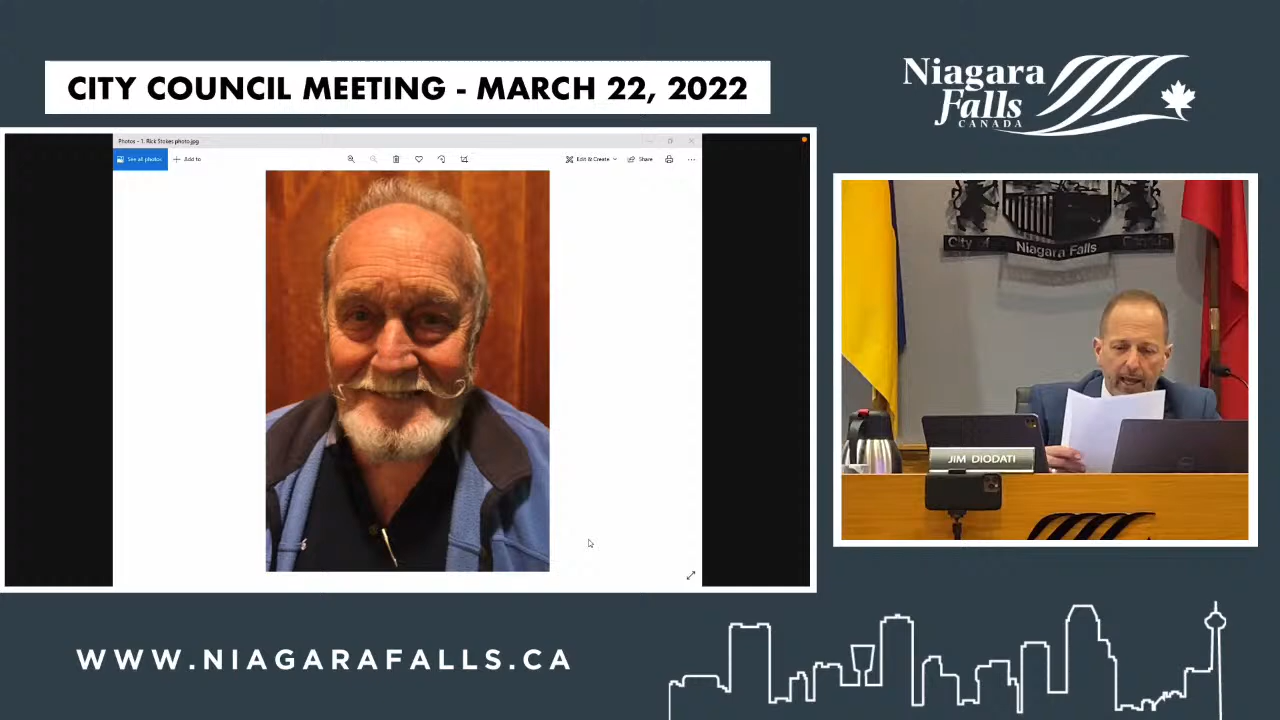 CITY COUNCIL MEETING - MARCH 22, 2022
Niagara
Falls
CANADA
Photos - 1. Rick Stokes photo.jpg
See all photos
Add to
Edit & Create
Share
City of
Niagara Falls
Canada
JIM DIODATI
WWW.NIAGARAFALLS.CA